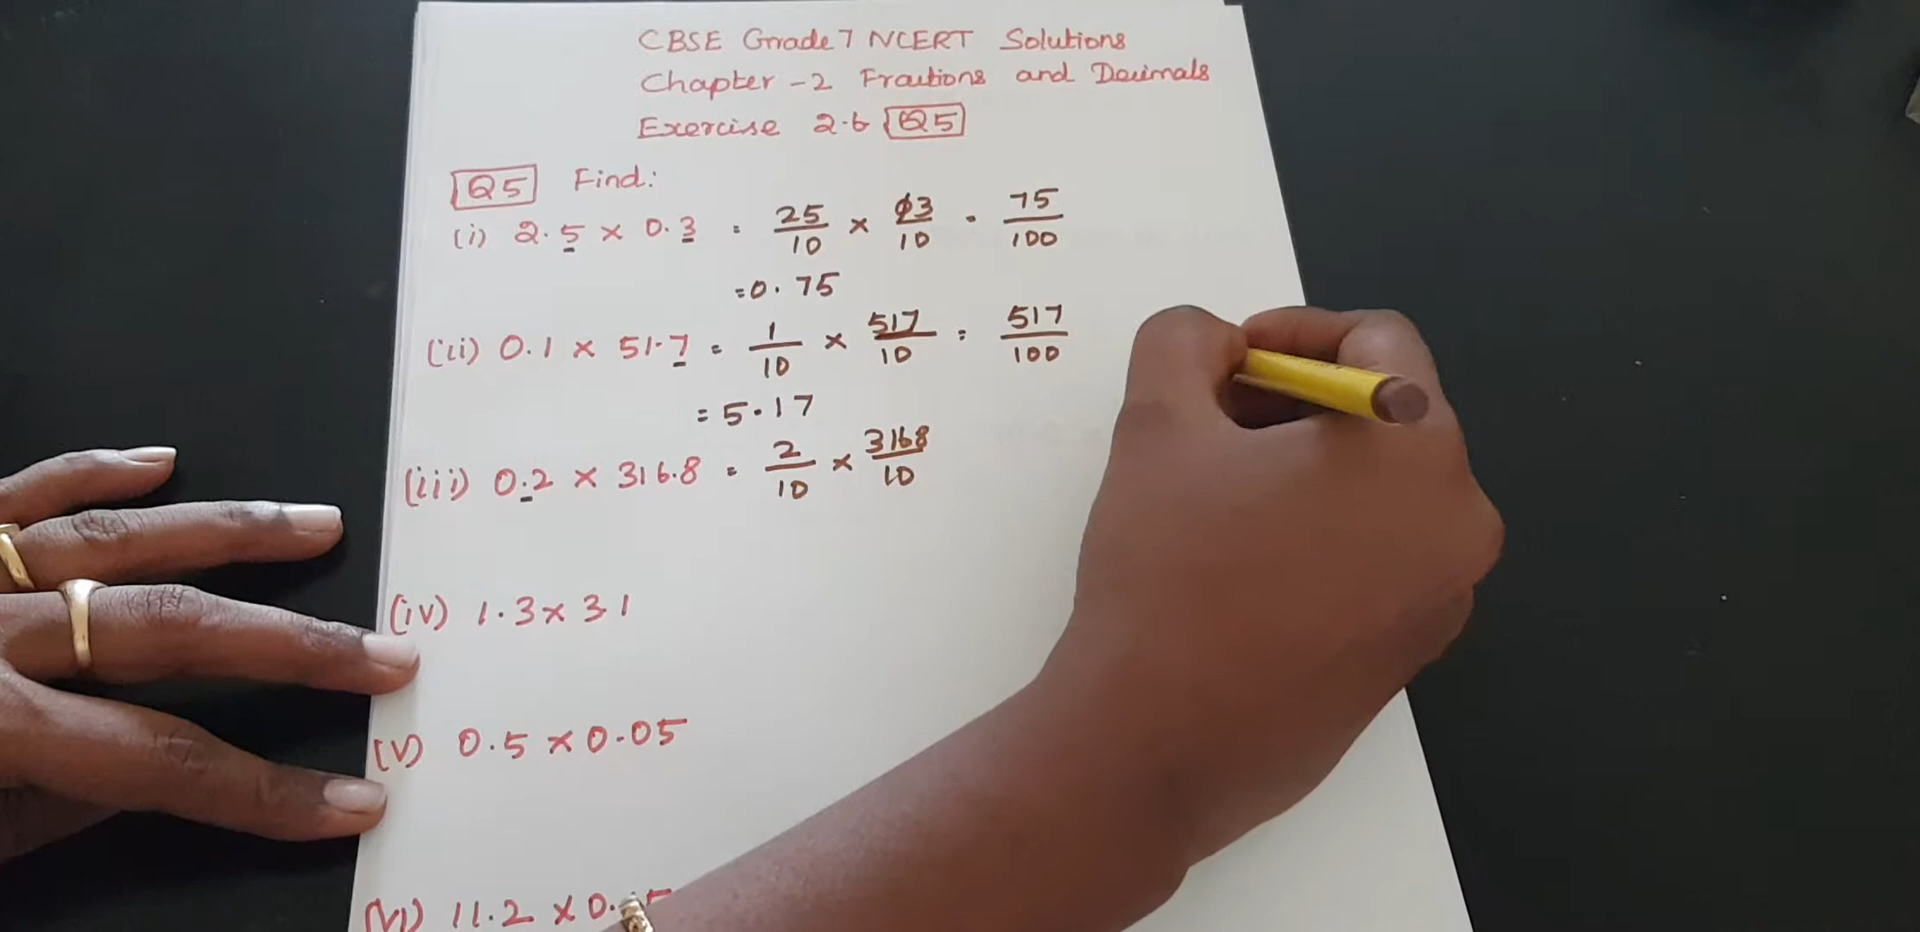 CBSE Grade 7 NCERT Solutions
Chapter - 2 Fractions and Decimals
Exercise 2.6 Q5
Q5 Find:
(i) 2.5 × 0.3 = 25/10 × 03/10 = 75/100
= 0.75
(ii) 0.1 × 51.7 = 1/10 × 517/10 = 517/100
= 5.17
(iii) 0.2 × 316.8 = 2/10 × 3168/10
(iv) 1.3 × 31
(v) 0.5 × 0.05
(vi) 11.2 × 0.